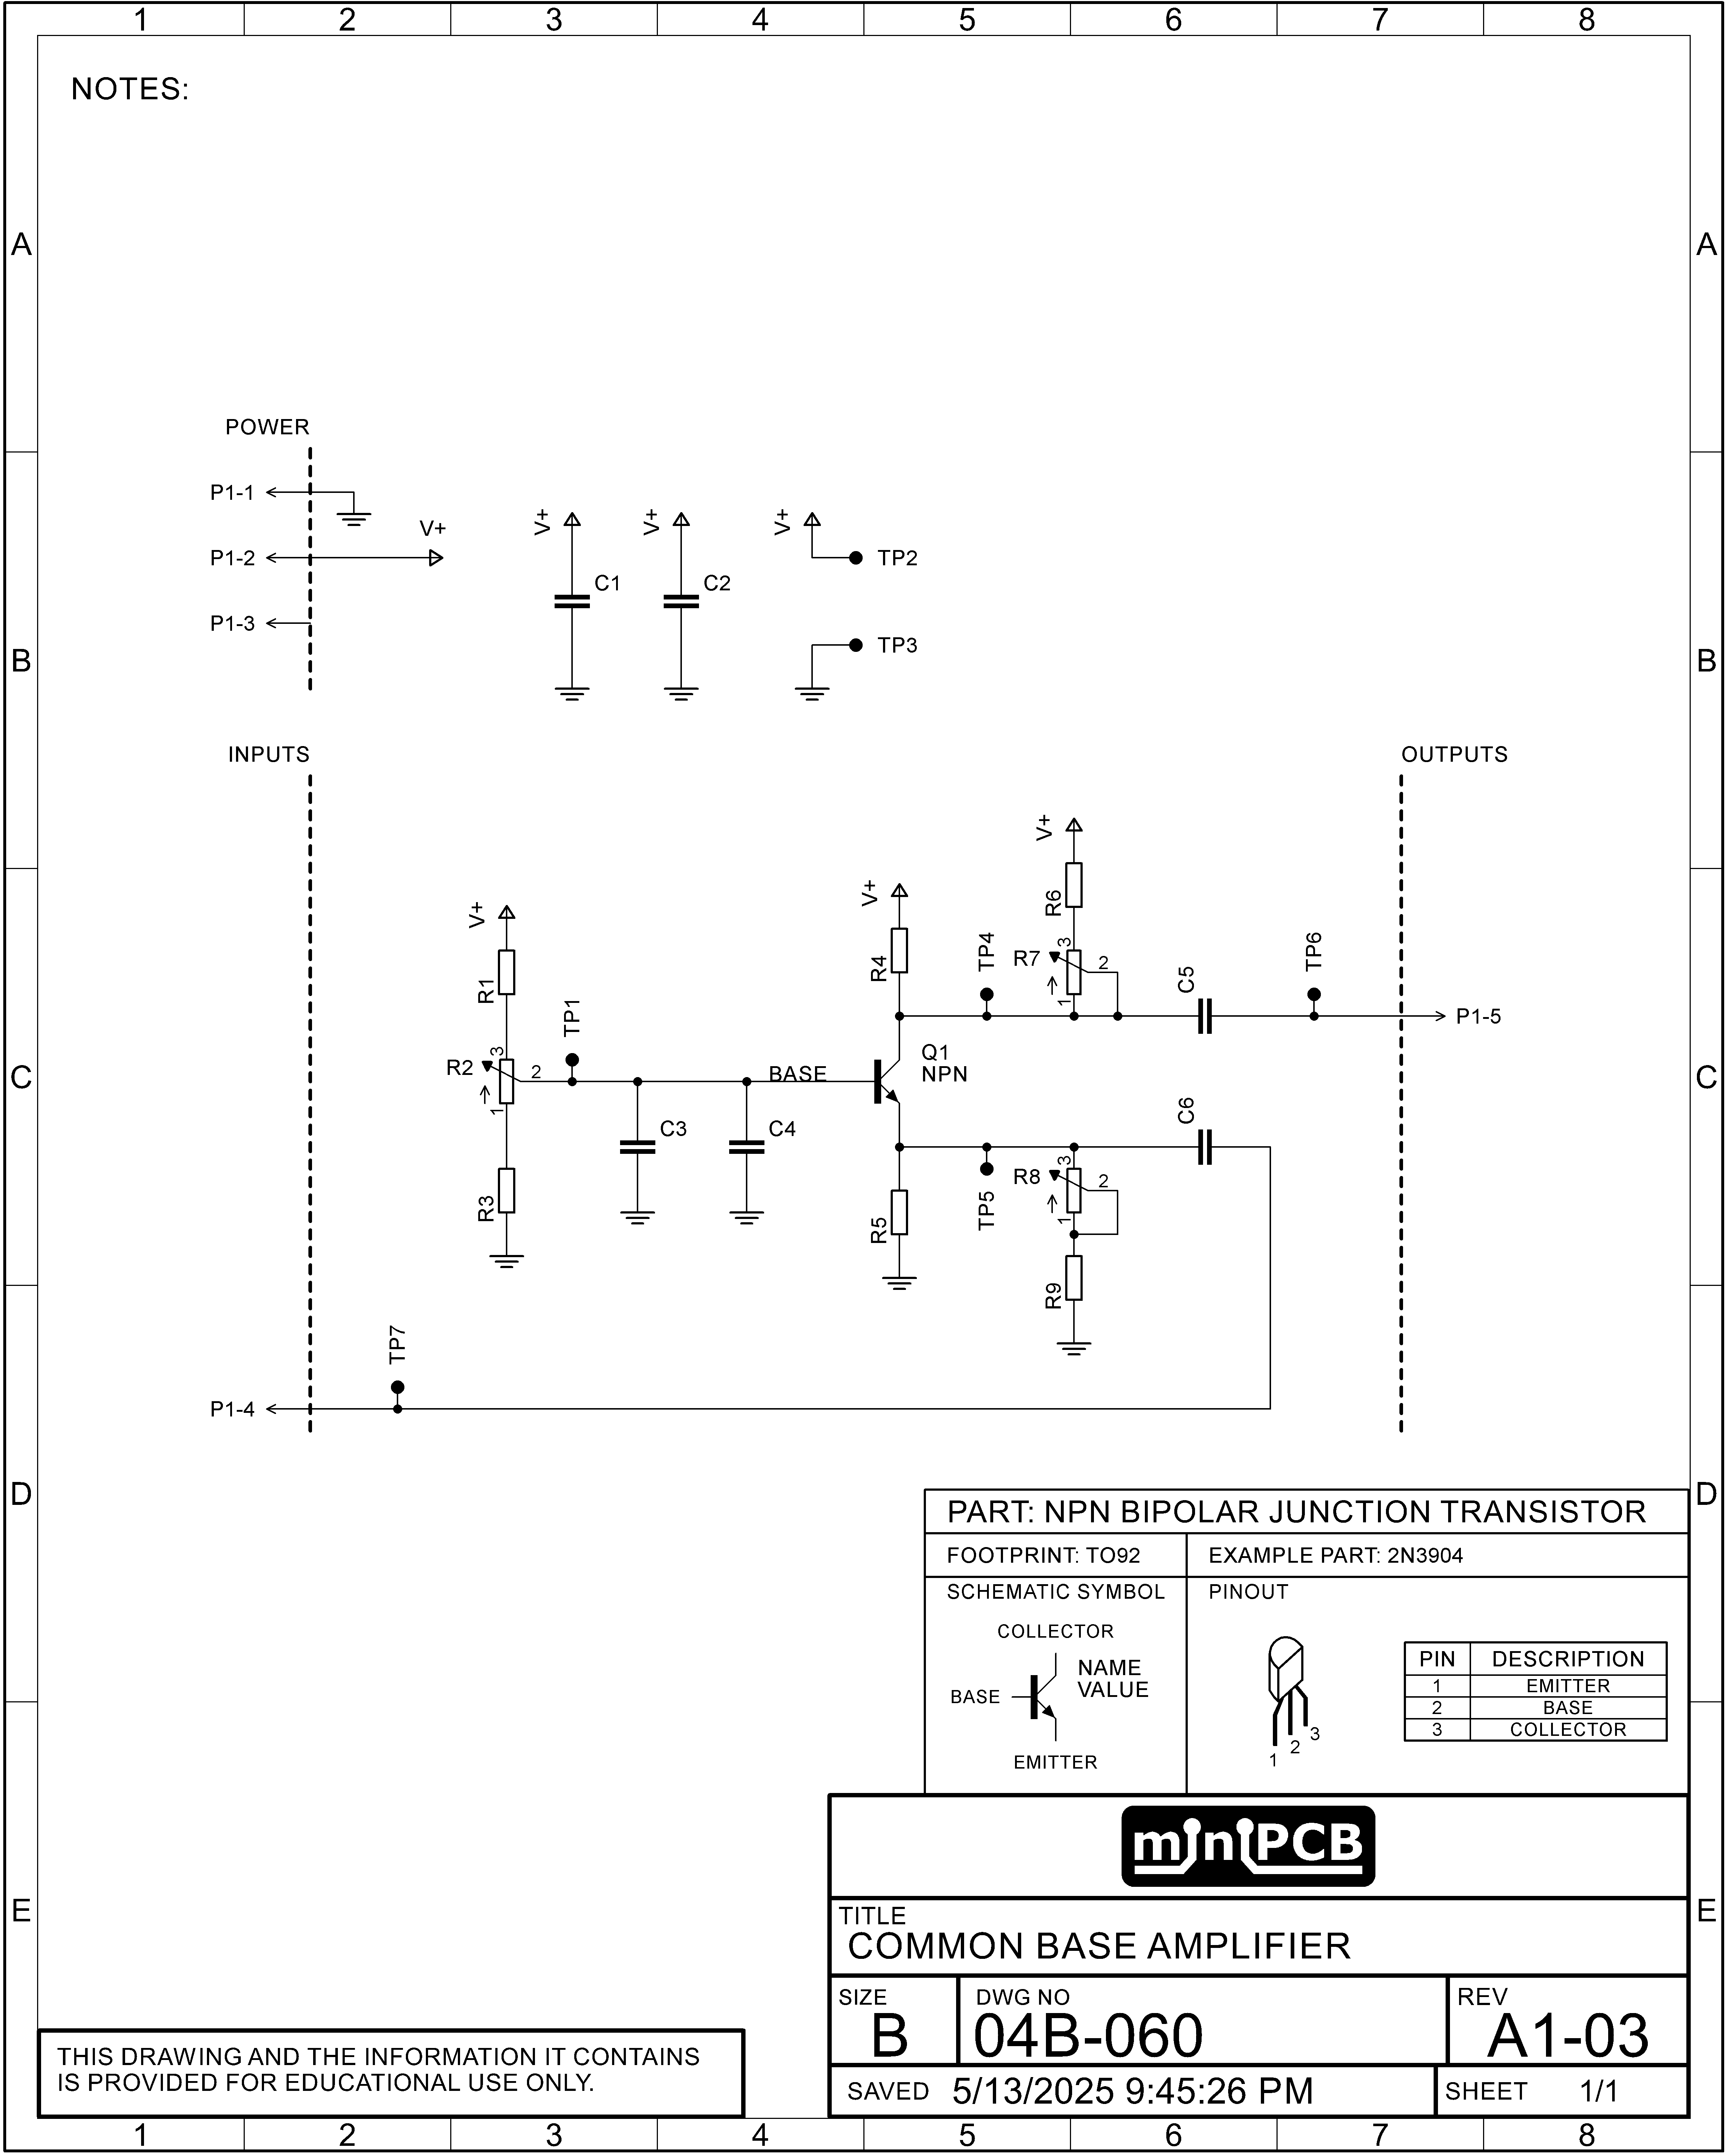 1 2 3 4 5 6 7 8
NOTES:
A A
POWER
P1-1
V+
P1-2
P1-3
V+
C1
V+
C2
V+
TP2
TP3
B B
INPUTS
OUTPUTS
V+
R6
V+
R4
V+
R1
TP4
R7
3
2
1
C5
TP6
P1-5
TP1
R2
3
2
1
BASE
Q1
NPN
C C
C3
C4
C6
R3
R5
TP5
R8
3
2
1
R9
TP7
P1-4
D D
PART: NPN BIPOLAR JUNCTION TRANSISTOR
FOOTPRINT: TO92
EXAMPLE PART: 2N3904
SCHEMATIC SYMBOL
COLLECTOR
BASE
NAME
VALUE
EMITTER
PINOUT
1 2 3
PIN DESCRIPTION
1 EMITTER
2 BASE
3 COLLECTOR
miniPCB
E E
TITLE
COMMON BASE AMPLIFIER
SIZE
B
DWG NO
04B-060
REV
A1-03
SAVED 5/13/2025 9:45:26 PM
SHEET 1/1
THIS DRAWING AND THE INFORMATION IT CONTAINS
IS PROVIDED FOR EDUCATIONAL USE ONLY.
1 2 3 4 5 6 7 8